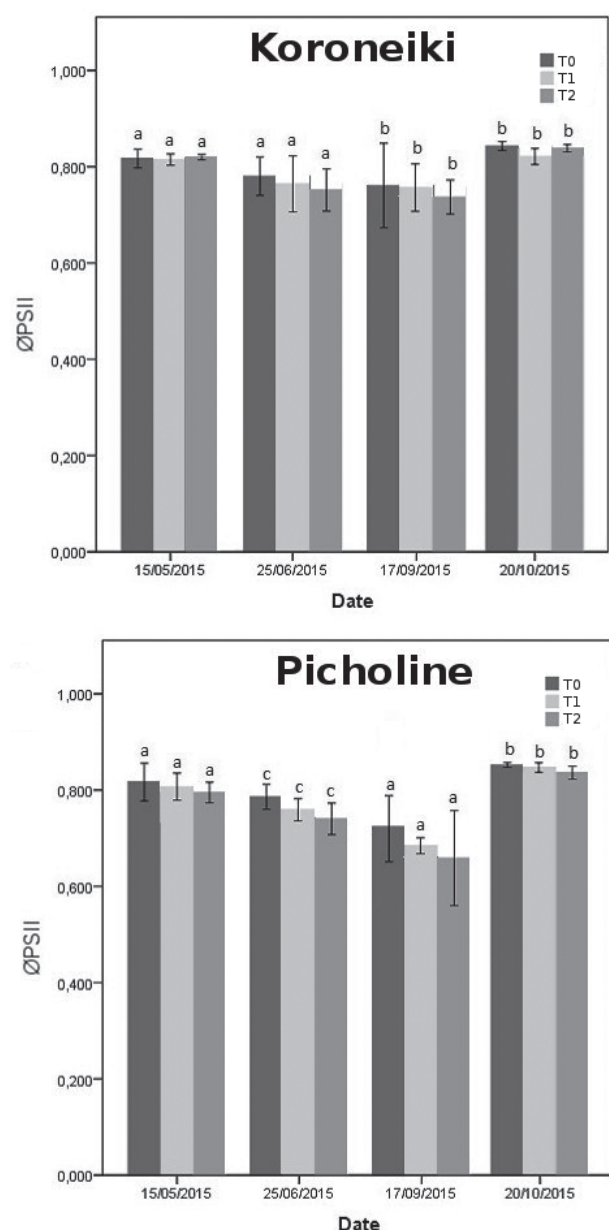 Koroneiki
T0
T1
T2
1,000
0,800
0,600
0,400
0,200
0,000
ØPSII
a a a a a a b b b b b b
15/05/2015 25/06/2015 17/09/2015 20/10/2015
Date
Picholine
T0
T1
T2
1,000
0,800
0,600
0,400
0,200
0,000
ØPSII
a a a c c c a a a b b b
15/05/2015 25/06/2015 17/09/2015 20/10/2015
Date